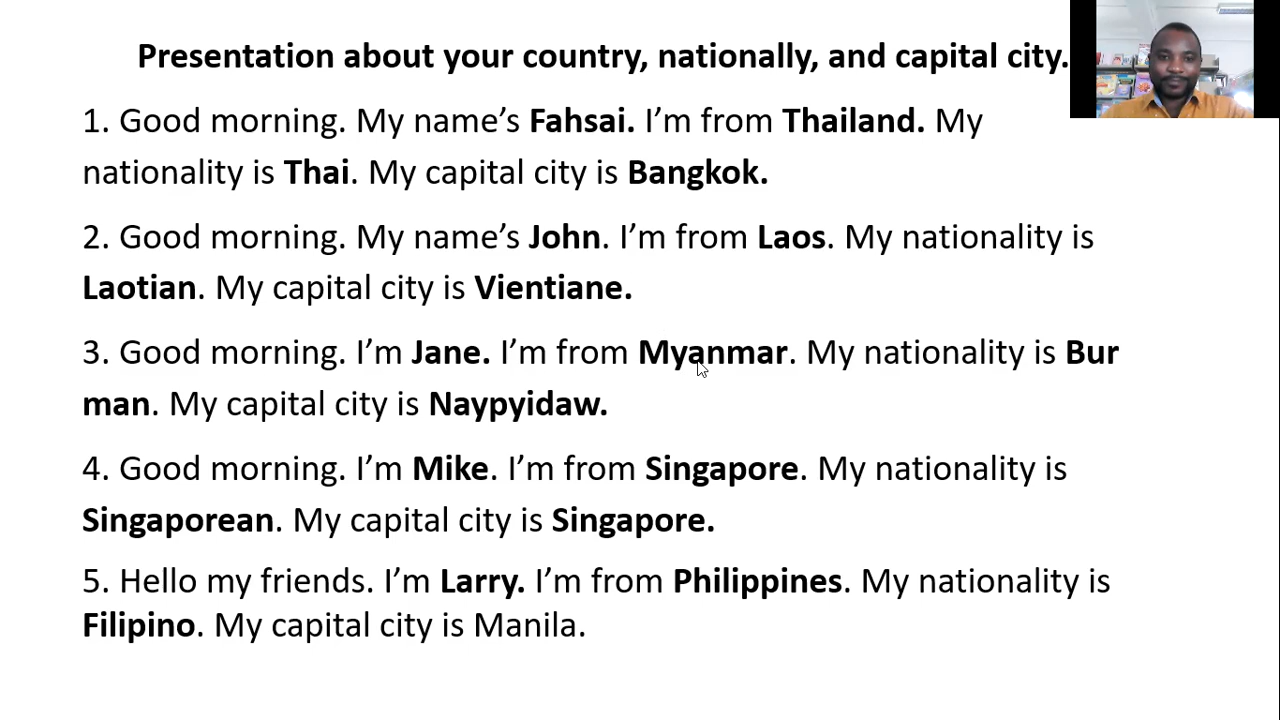 Presentation about your country, nationally, and capital city.
1. Good morning. My name’s Fahsai. I’m from Thailand. My
nationality is Thai. My capital city is Bangkok.
2. Good morning. My name’s John. I’m from Laos. My nationality is
Laotian. My capital city is Vientiane.
3. Good morning. I’m Jane. I’m from Myanmar. My nationality is Bur
man. My capital city is Naypyidaw.
4. Good morning. I’m Mike. I’m from Singapore. My nationality is
Singaporean. My capital city is Singapore.
5. Hello my friends. I’m Larry. I’m from Philippines. My nationality is
Filipino. My capital city is Manila.